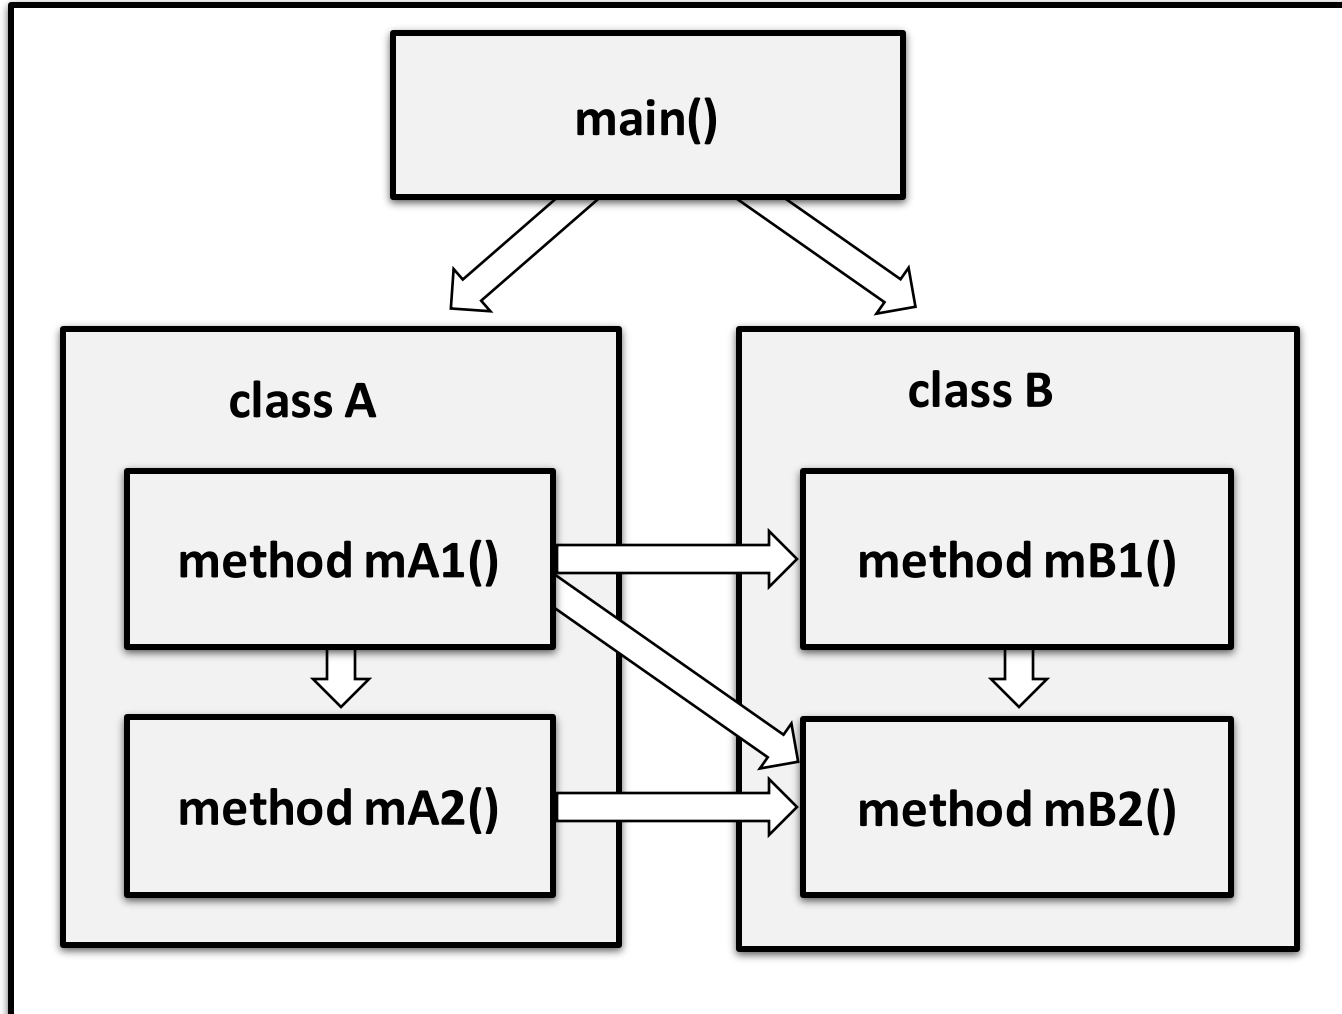 main()
class A
class B
method mA1()
method mB1()
method mA2()
method mB2()